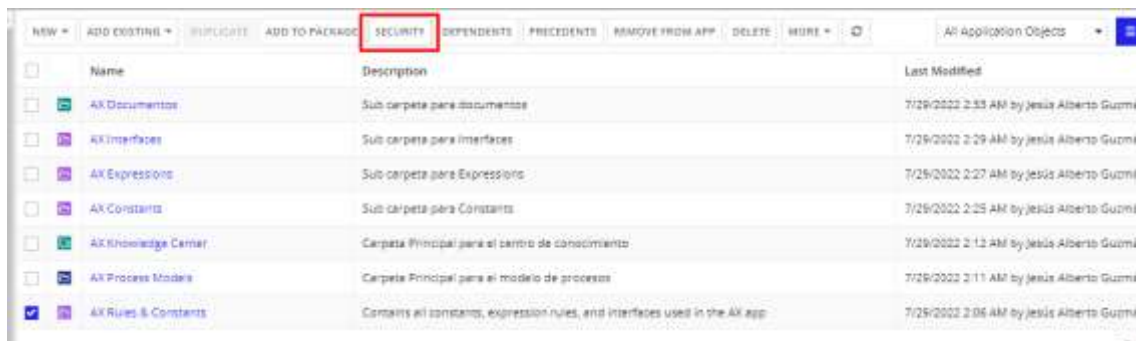 NEW ADD EXISTING DUPLICATE ADD TO PACKAGE SECURITY DEPENDENTS PRECEDENTS REMOVE FROM APP DELETE MORE All Application Objects
Name Description Last Modified
AX Documentos Sub carpeta para documentos 7/29/2022 2:33 AM by Jesús Alberto Guzmá
AX Interfaces Sub carpeta para Interfaces 7/29/2022 2:29 AM by Jesús Alberto Guzmá
AX Expressions Sub carpeta para Expressions 7/29/2022 2:27 AM by Jesús Alberto Guzmá
AX Constants Sub carpeta para Constants 7/29/2022 2:25 AM by Jesús Alberto Guzmá
AX Knowledge Center Carpeta Principal para el centro de conocimiento 7/29/2022 2:12 AM by Jesús Alberto Guzmá
AX Process Models Carpeta Principal para el modelo de procesos 7/29/2022 2:11 AM by Jesús Alberto Guzmá
AX Rules & Constants Contains all constants, expression rules, and interfaces used in the AX app 7/29/2022 2:06 AM by Jesús Alberto Guzmá